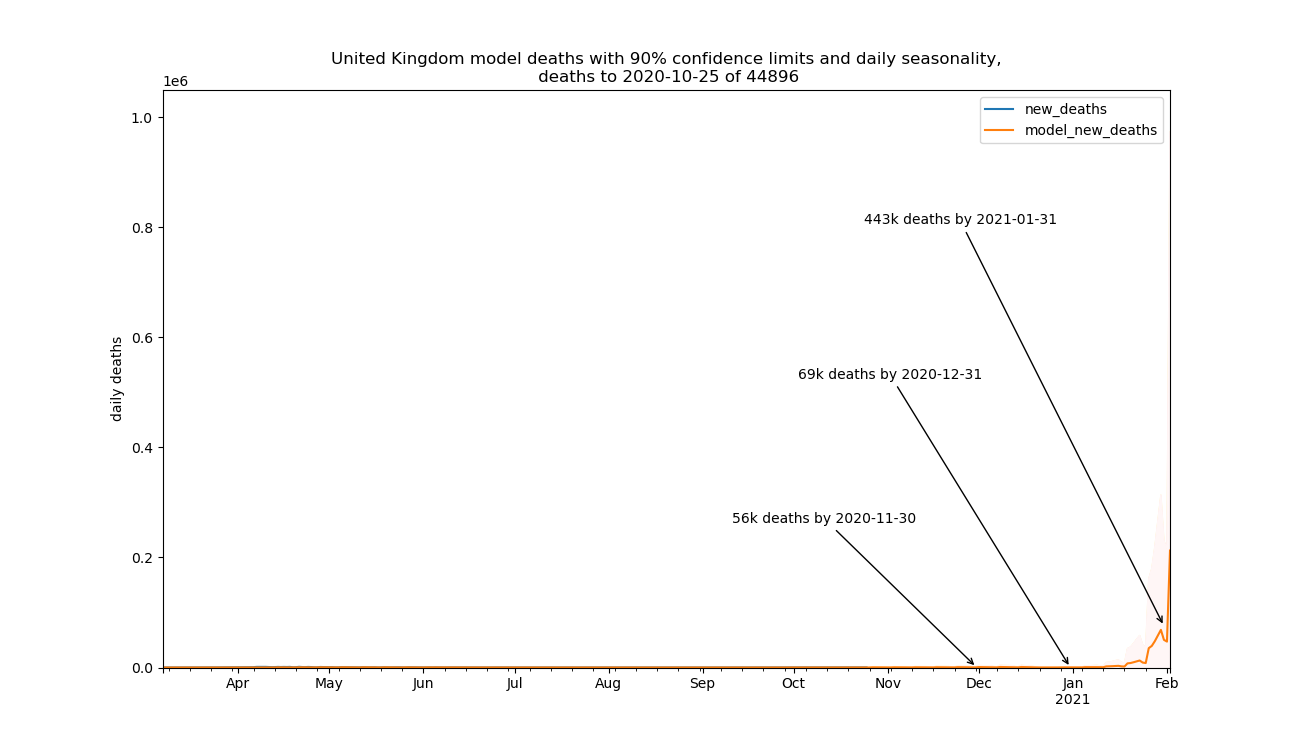 United Kingdom model deaths with 90% confidence limits and daily seasonality,
deaths to 2020-10-25 of 44896
1e6
new_deaths
model_new_deaths
1.0
0.8
0.6
0.4
0.2
0.0
daily deaths
443k deaths by 2021-01-31
69k deaths by 2020-12-31
56k deaths by 2020-11-30
Apr May Jun Jul Aug Sep Oct Nov Dec Jan Feb
2021